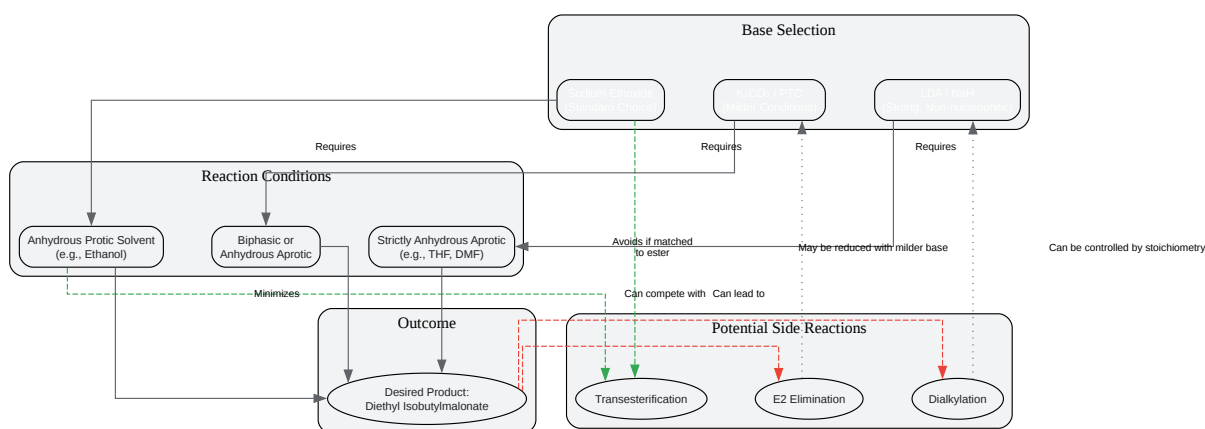 Base Selection
Sodium Ethoxide
(Standard Choice)
K₂CO₃ / PTC
(Milder Conditions)
LDA / NaH
(Strong, Non-nucleophilic)
Requires
Requires
Requires
Reaction Conditions
Anhydrous Protic Solvent
(e.g., Ethanol)
Biphasic or
Anhydrous Aprotic
Strictly Anhydrous Aprotic
(e.g., THF, DMF)
Avoids if matched
to ester
May be reduced with milder base
Can be controlled by stoichiometry
Minimizes
Can compete with
Can lead to
Outcome
Desired Product:
Diethyl Isobutylmalonate
Potential Side Reactions
Transesterification
E2 Elimination
Dialkylation